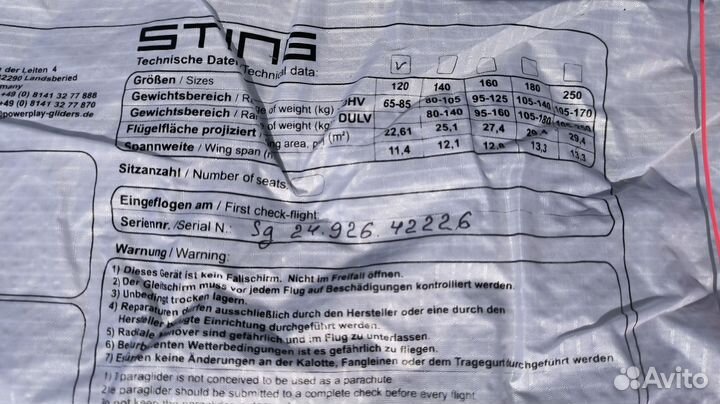 er Leiten 4
Landsberied
+49 (0) 8141 32 77 888
+49 (0) 8141 32 77 870
@powerplay-gliders.de
STING
Technische Daten Technical data:
Größen / Sizes 120 140 160 180 250
Gewichtsbereich / of weight (kg) DHV 65-85 80-105 95-125 105-140 105-170
Gewichtsbereich / of weight (kg) DULV 80-140 95-160 105-180
Flügelfläche projiziert area, (m²) 22,61 25,1 27,4 29,4 29,4
Spannweite / Wing span 11,4 12,1 13,3 13,3
Sitzanzahl / Number of seats:
Eingeflogen am / First check-flight:
Seriennr./Serial N.: Sg 24.926.42226
Warnung / Warning:
1) Dieses Gerät ist kein Fallschirm. Nicht im Freifall öffnen.
2) Der Gleitschirm muss vor jedem Flug auf Beschädigungen kontrolliert werden.
3) Unbedingt trocken lagern.
4) Reparaturen ausschließlich durch den Hersteller oder eine durch den
Hersteller Einrichtung durchgeführt werden.
5) sind gefährlich und im Flug zu unterlassen.
6) Bei Wetterbedingungen ist es gefährlich zu fliegen.
7) Es keine Änderungen an der Kalotte, Fangleinen oder dem Tragegurt durchgeführt werden
1) paraglider is not conceived to be used as a parachute
2) paraglider should be submitted to a complete check before every flight.
Avito